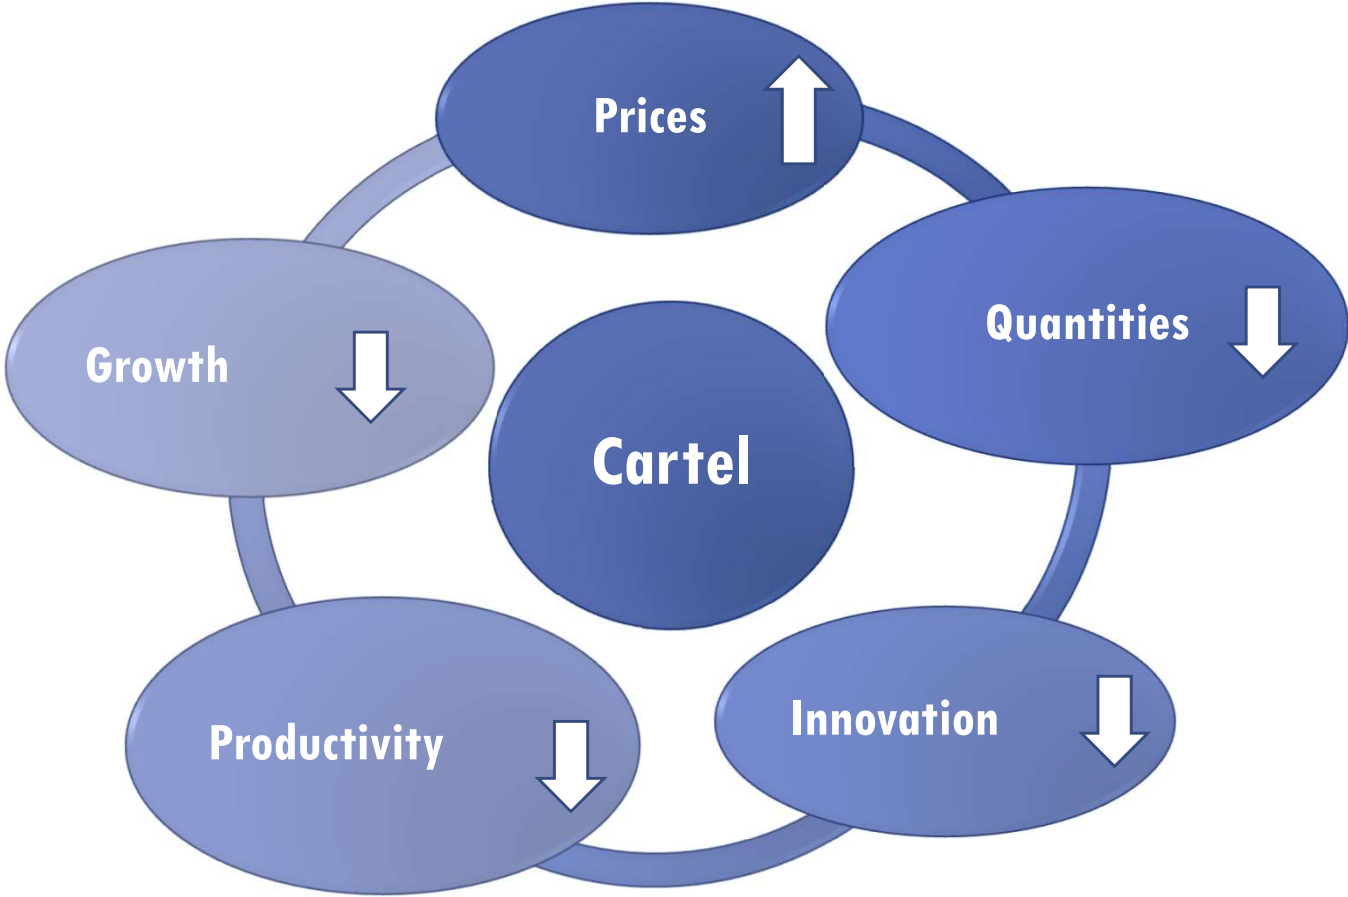 Prices
Quantities
Growth
Cartel
Innovation
Productivity